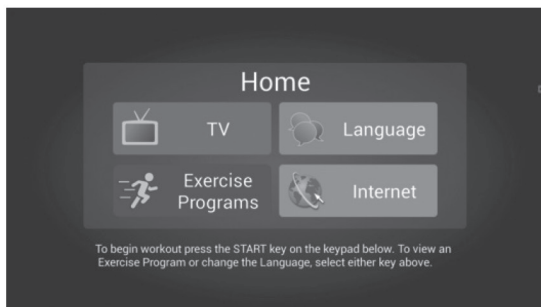 Home
TV
Language
Exercise
Programs
Internet
To begin workout press the START key on the keypad below. To view an
Exercise Program or change the Language, select either key above.